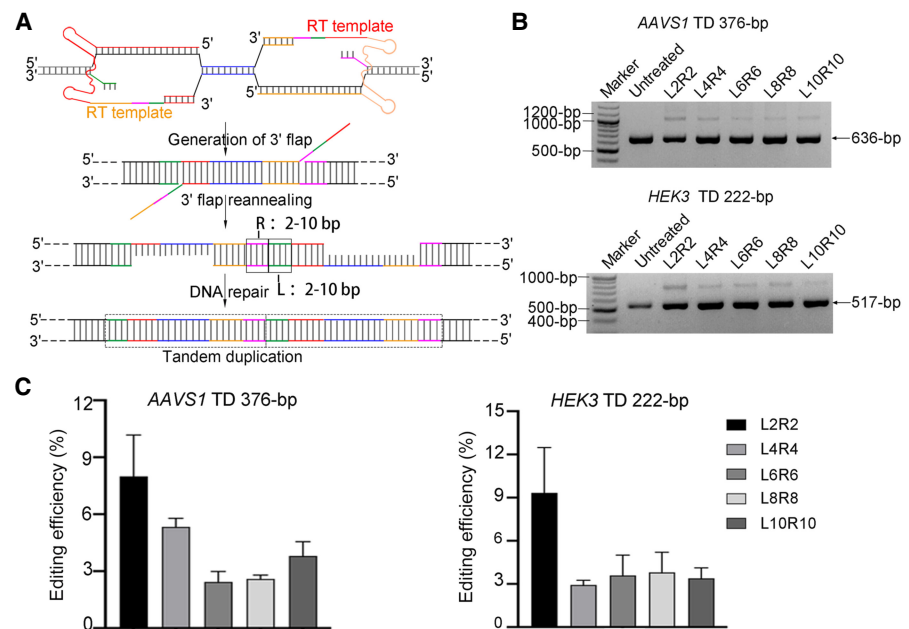 A
RT template
5'
3'
5'
3'
3'
5'
3'
5'
RT template
Generation of 3' flap
5'
3'
3'
5'
3' flap reannealing
R : 2-10 bp
5'
3'
3'
5'
DNA repair
L : 2-10 bp
5'
3'
3'
5'
Tandem duplication
B
AAVS1 TD 376-bp
Marker
Untreated
L2R2
L4R4
L6R6
L8R8
L10R10
1200-bp
1000-bp
500-bp
636-bp
HEK3 TD 222-bp
Marker
Untreated
L2R2
L4R4
L6R6
L8R8
L10R10
1000-bp
500-bp
400-bp
517-bp
C
AAVS1 TD 376-bp
Editing efficiency (%)
12
9
6
3
0
HEK3 TD 222-bp
Editing efficiency (%)
15
12
9
6
3
0
L2R2
L4R4
L6R6
L8R8
L10R10